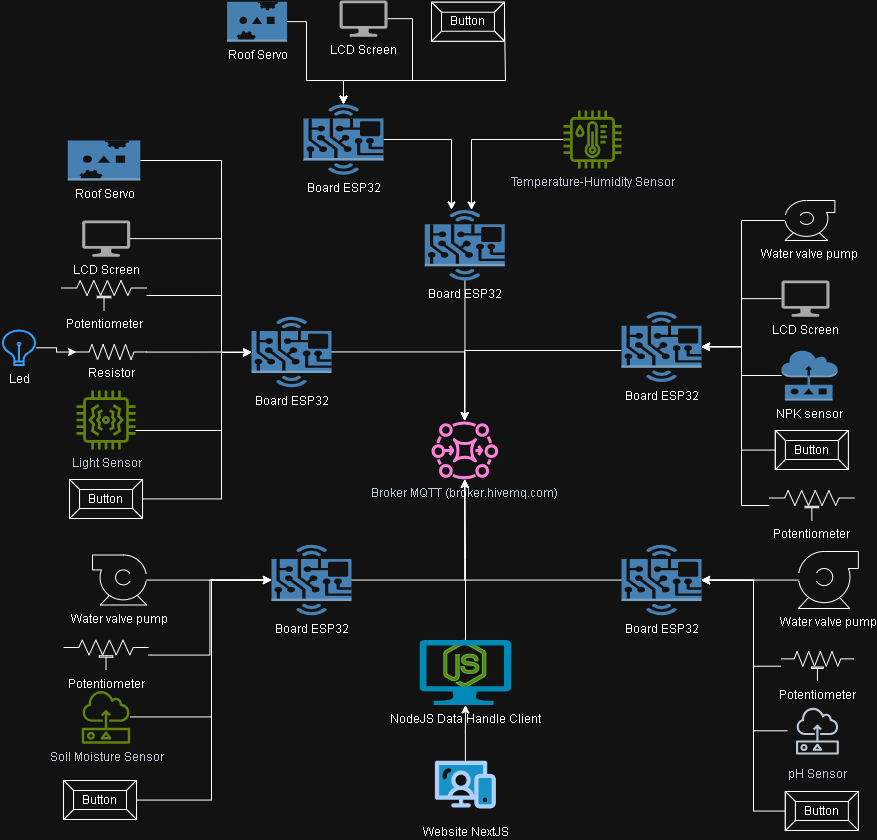 Button
Roof Servo
LCD Screen
Board ESP32
Temperature-Humidity Sensor
Roof Servo
LCD Screen
Potentiometer
Led
Resistor
Light Sensor
Button
Board ESP32
Board ESP32
Water valve pump
LCD Screen
NPK sensor
Button
Potentiometer
Board ESP32
Broker MQTT (broker.hivemq.com)
Water valve pump
Potentiometer
Soil Moisture Sensor
Button
Board ESP32
Board ESP32
Water valve pump
Potentiometer
pH Sensor
Button
JS
NodeJS Data Handle Client
Website NextJS